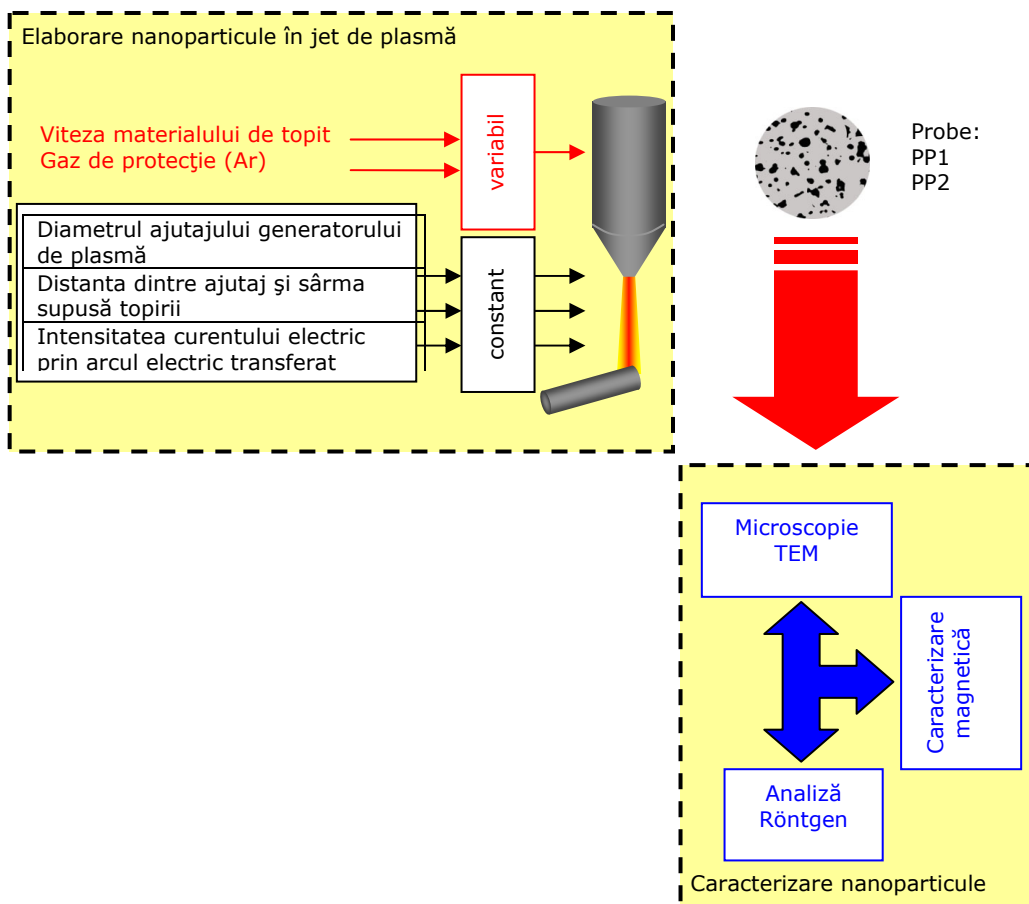 Elaborare nanoparticule în jet de plasmă
Viteza materialului de topit
Gaz de protecţie (Ar)
variabil
Diametrul ajutajului generatorului
de plasmă
Distanta dintre ajutaj şi sârma
supusă topirii
Intensitatea curentului electric
prin arcul electric transferat
constant
Probe:
PP1
PP2
Microscopie
TEM
Caracterizare
magnetică
Analiză
Röntgen
Caracterizare nanoparticule